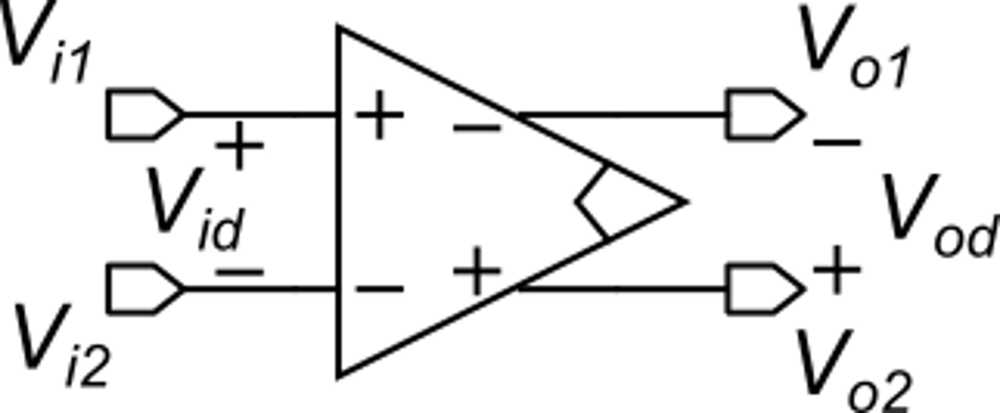 Vi1
Vo1
+ + − −
Vid
Vod
− − + +
Vi2
Vo2